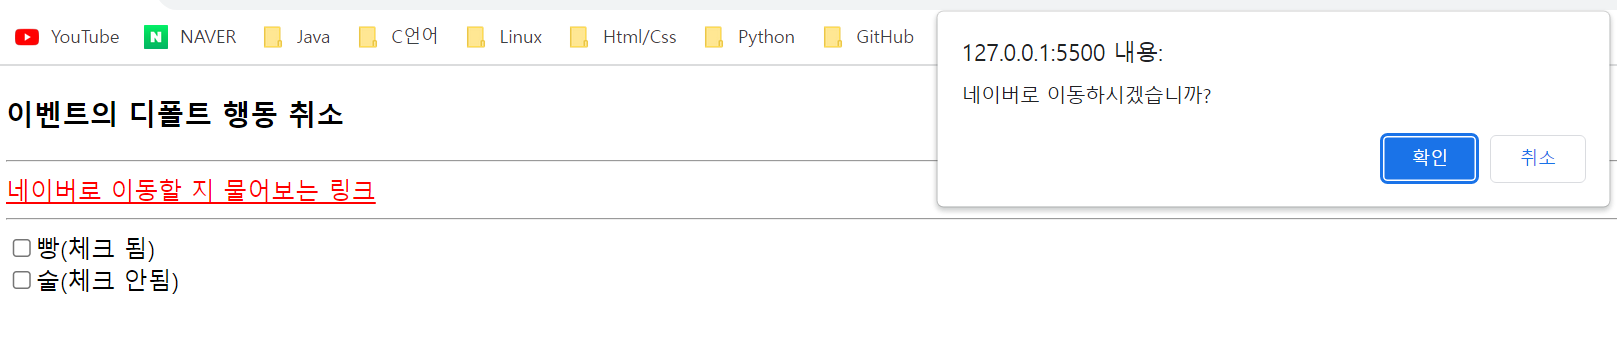 YouTube NAVER Java C언어 Linux Html/Css Python GitHub
127.0.0.1:5500 내용:
네이버로 이동하시겠습니까?
확인 취소
이벤트의 디폴트 행동 취소
네이버로 이동할 지 물어보는 링크
빵(체크 됨)
술(체크 안됨)